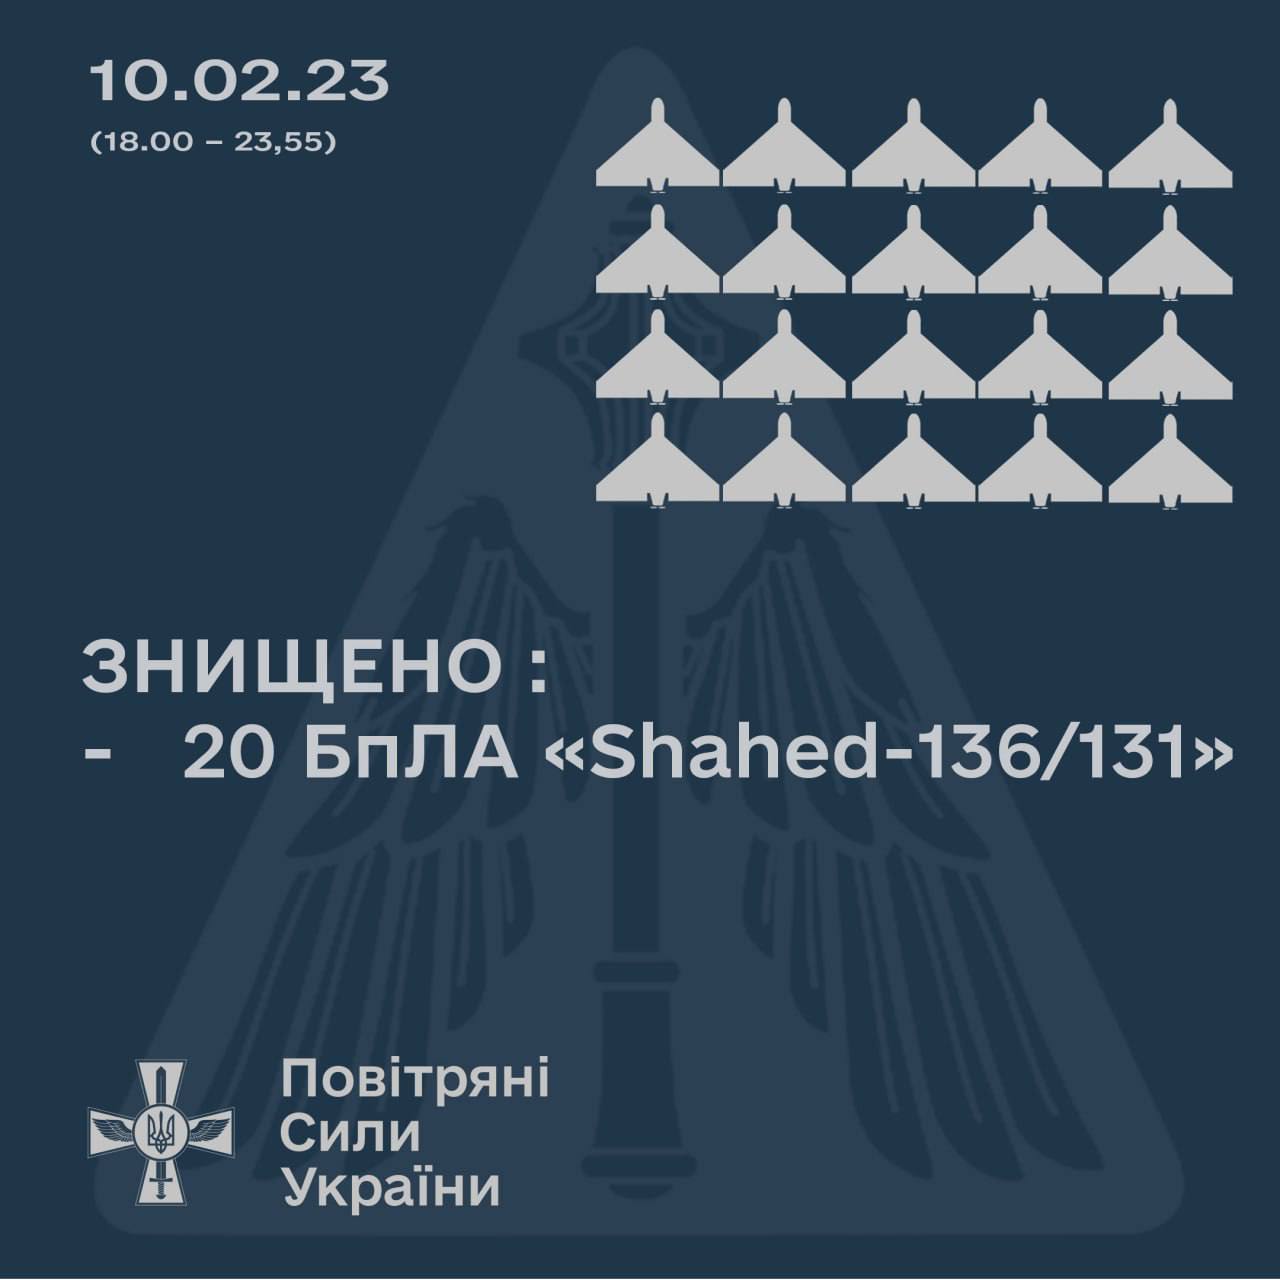 10.02.23
(18.00 – 23,55)
ЗНИЩЕНО :
- 20 БпЛА «Shahed-136/131»
Повітряні
Сили
України